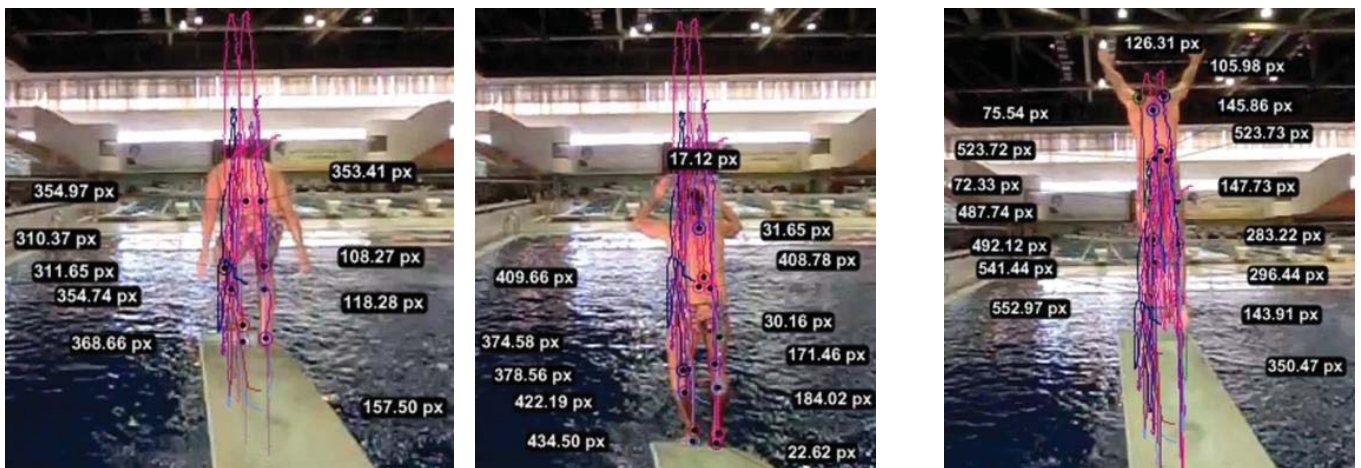 354.97 px
353.41 px
310.37 px
108.27 px
311.65 px
354.74 px
118.28 px
368.66 px
157.50 px
17.12 px
31.65 px
409.66 px
408.78 px
30.16 px
374.58 px
171.46 px
378.56 px
422.19 px
184.02 px
434.50 px
22.62 px
126.31 px
105.98 px
75.54 px
145.86 px
523.73 px
523.72 px
72.33 px
147.73 px
487.74 px
283.22 px
492.12 px
541.44 px
296.44 px
552.97 px
143.91 px
350.47 px